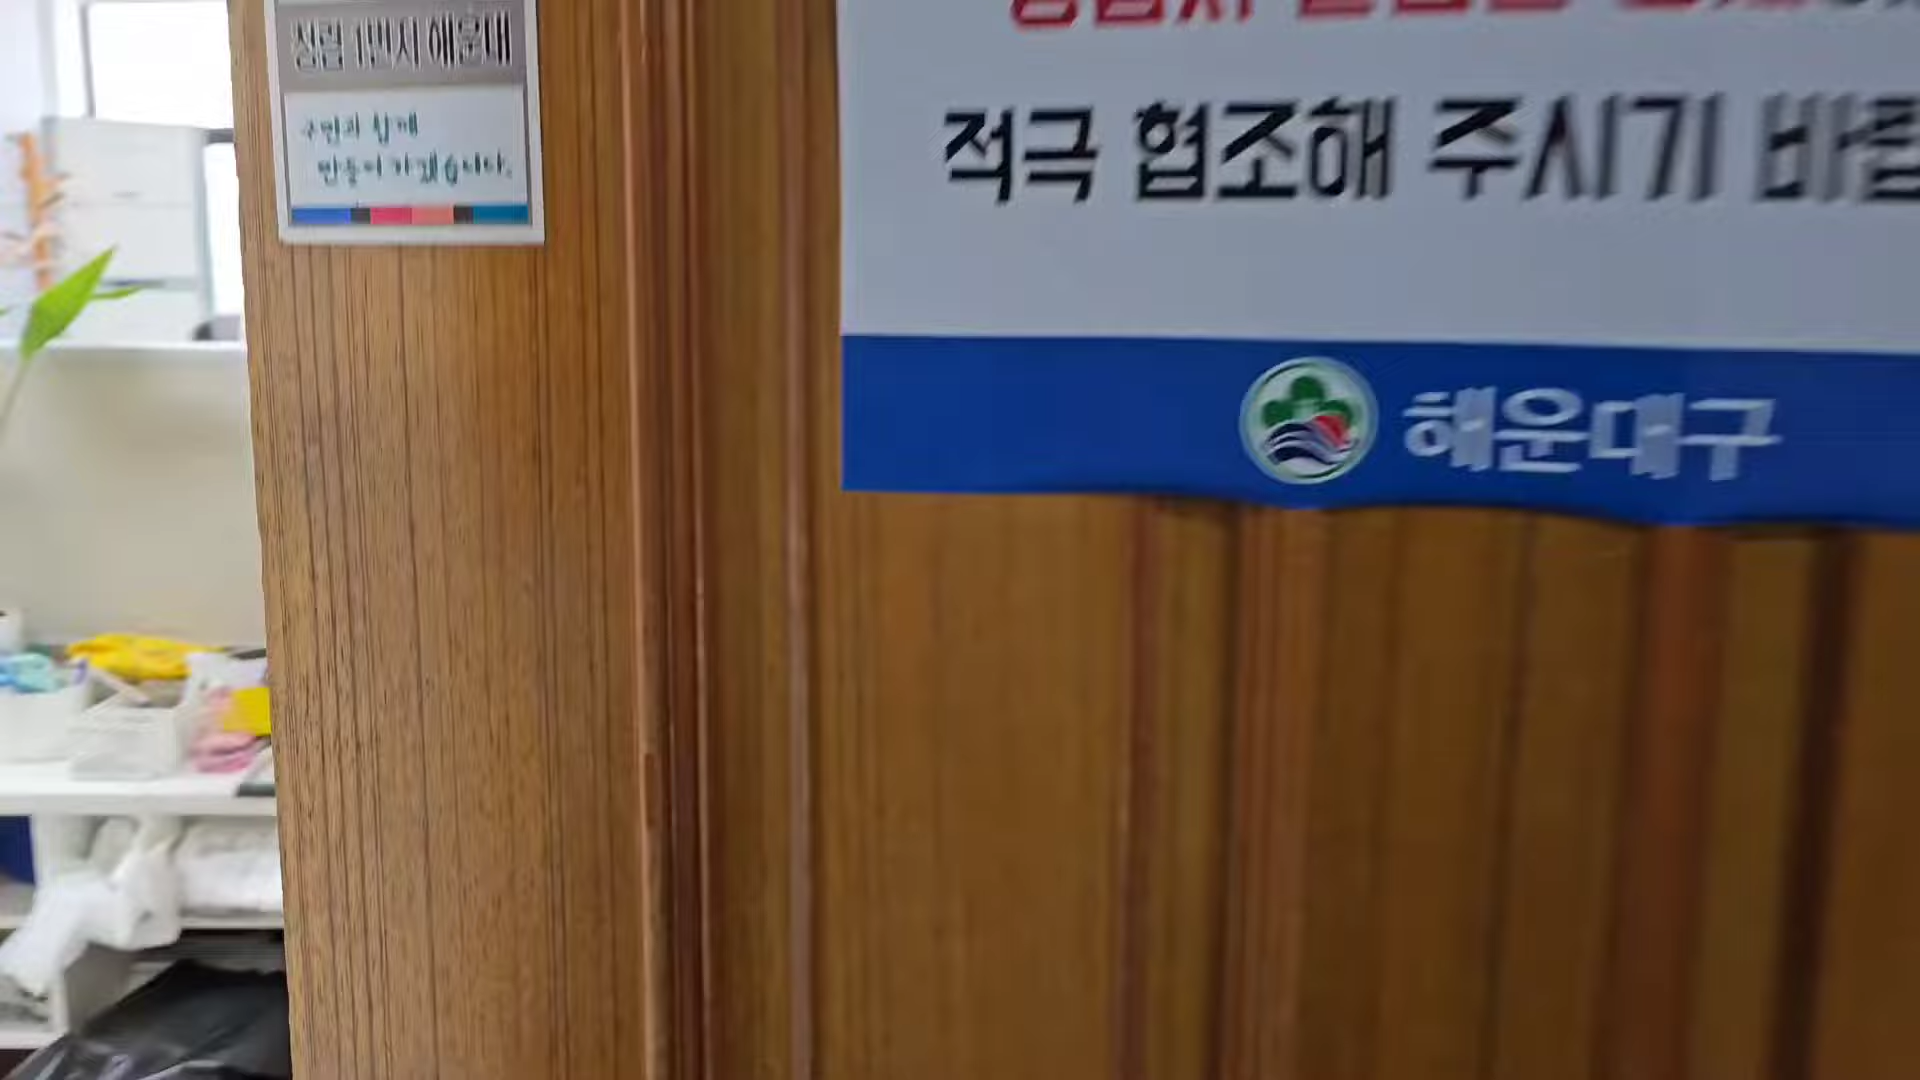 청렴 1번지 해운대
구민과 함께
만들어 가겠습니다.
적극 협조해 주시기 바랍
해운대구